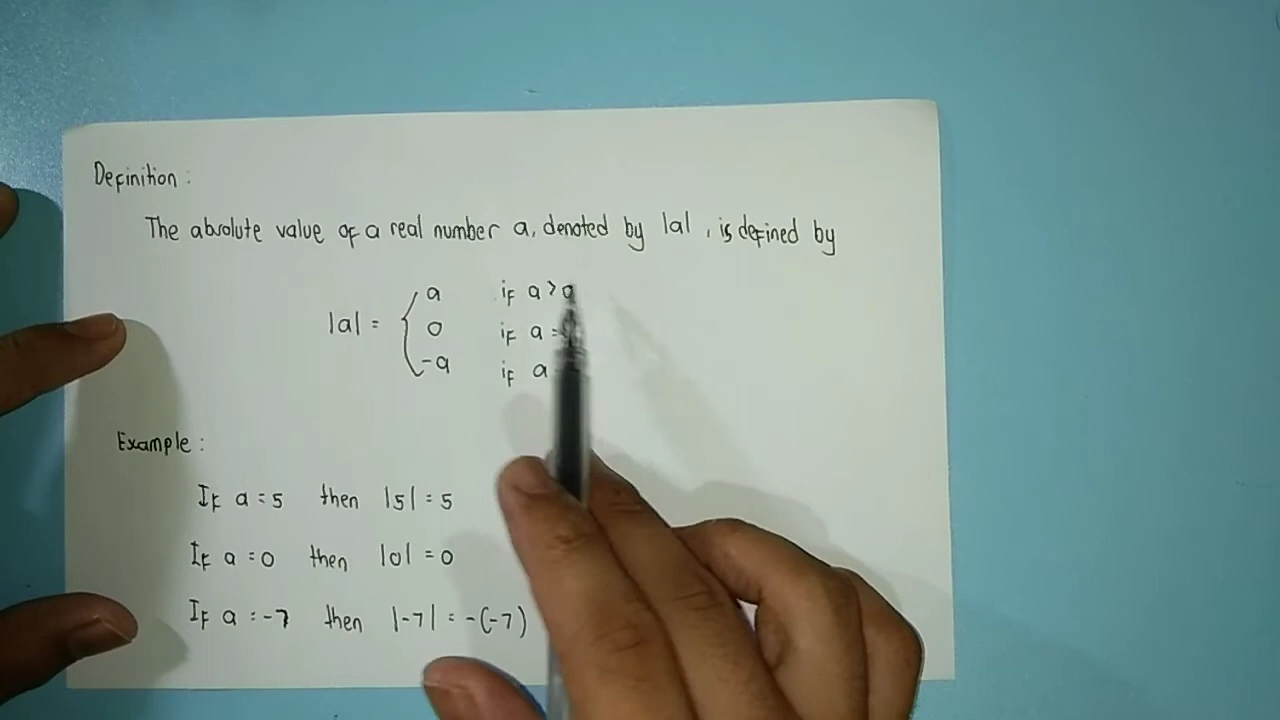 Definition :
The absolute value of a real number a, denoted by |a| , is defined by
a if a > 0
|a| = { 0 if a =
-a if a
Example :
If a = 5 then |5| = 5
If a = 0 then |0| = 0
If a = -7 then |-7| = -(-7)